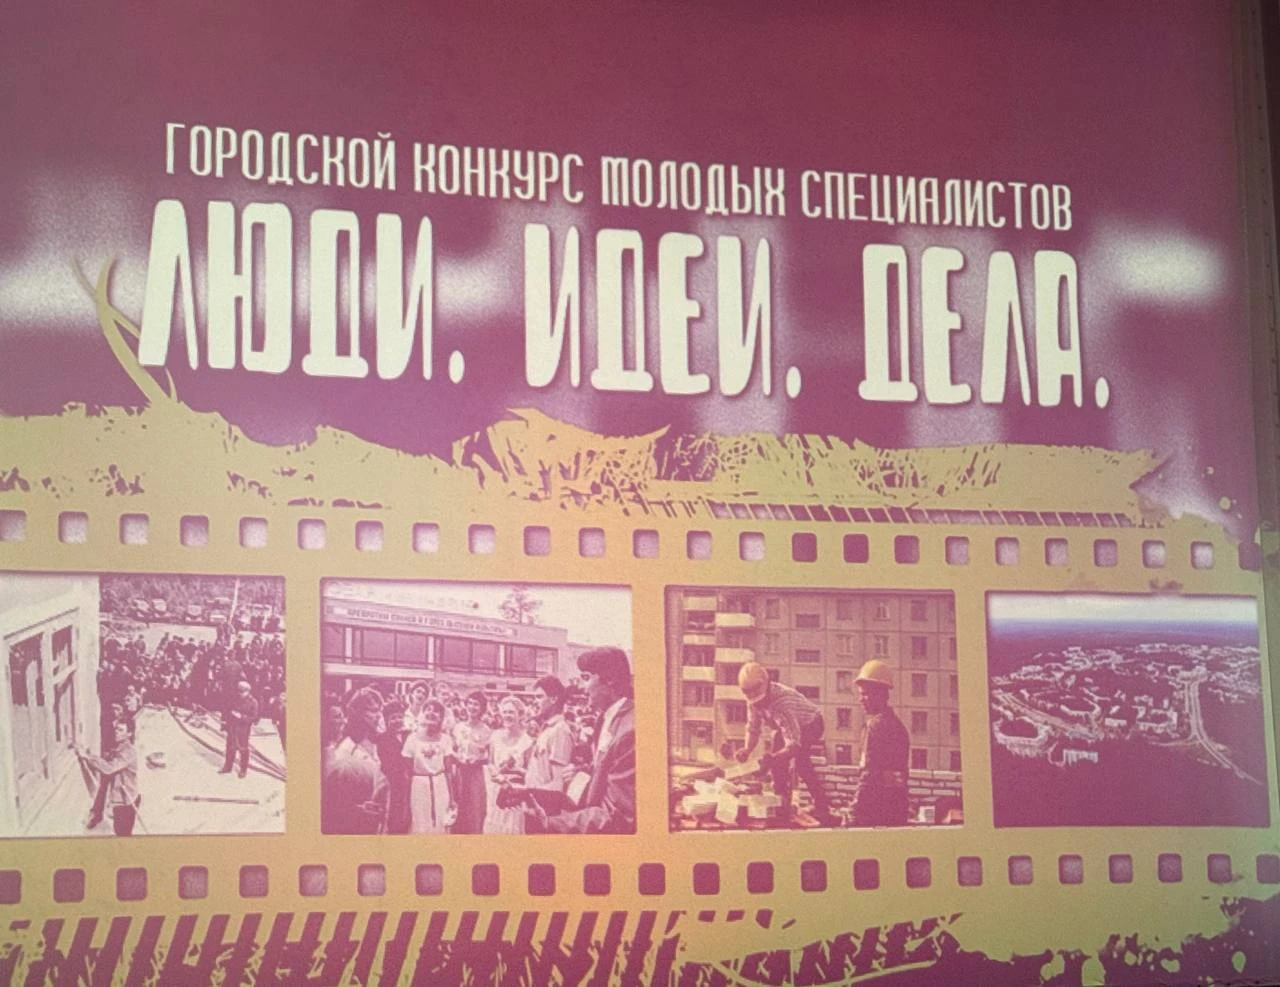 ГОРОДСКОЙ КОНКУРС МОЛОДЫХ СПЕЦИАЛИСТОВ
ЛЮДИ. ИДЕИ. ДЕЛА.